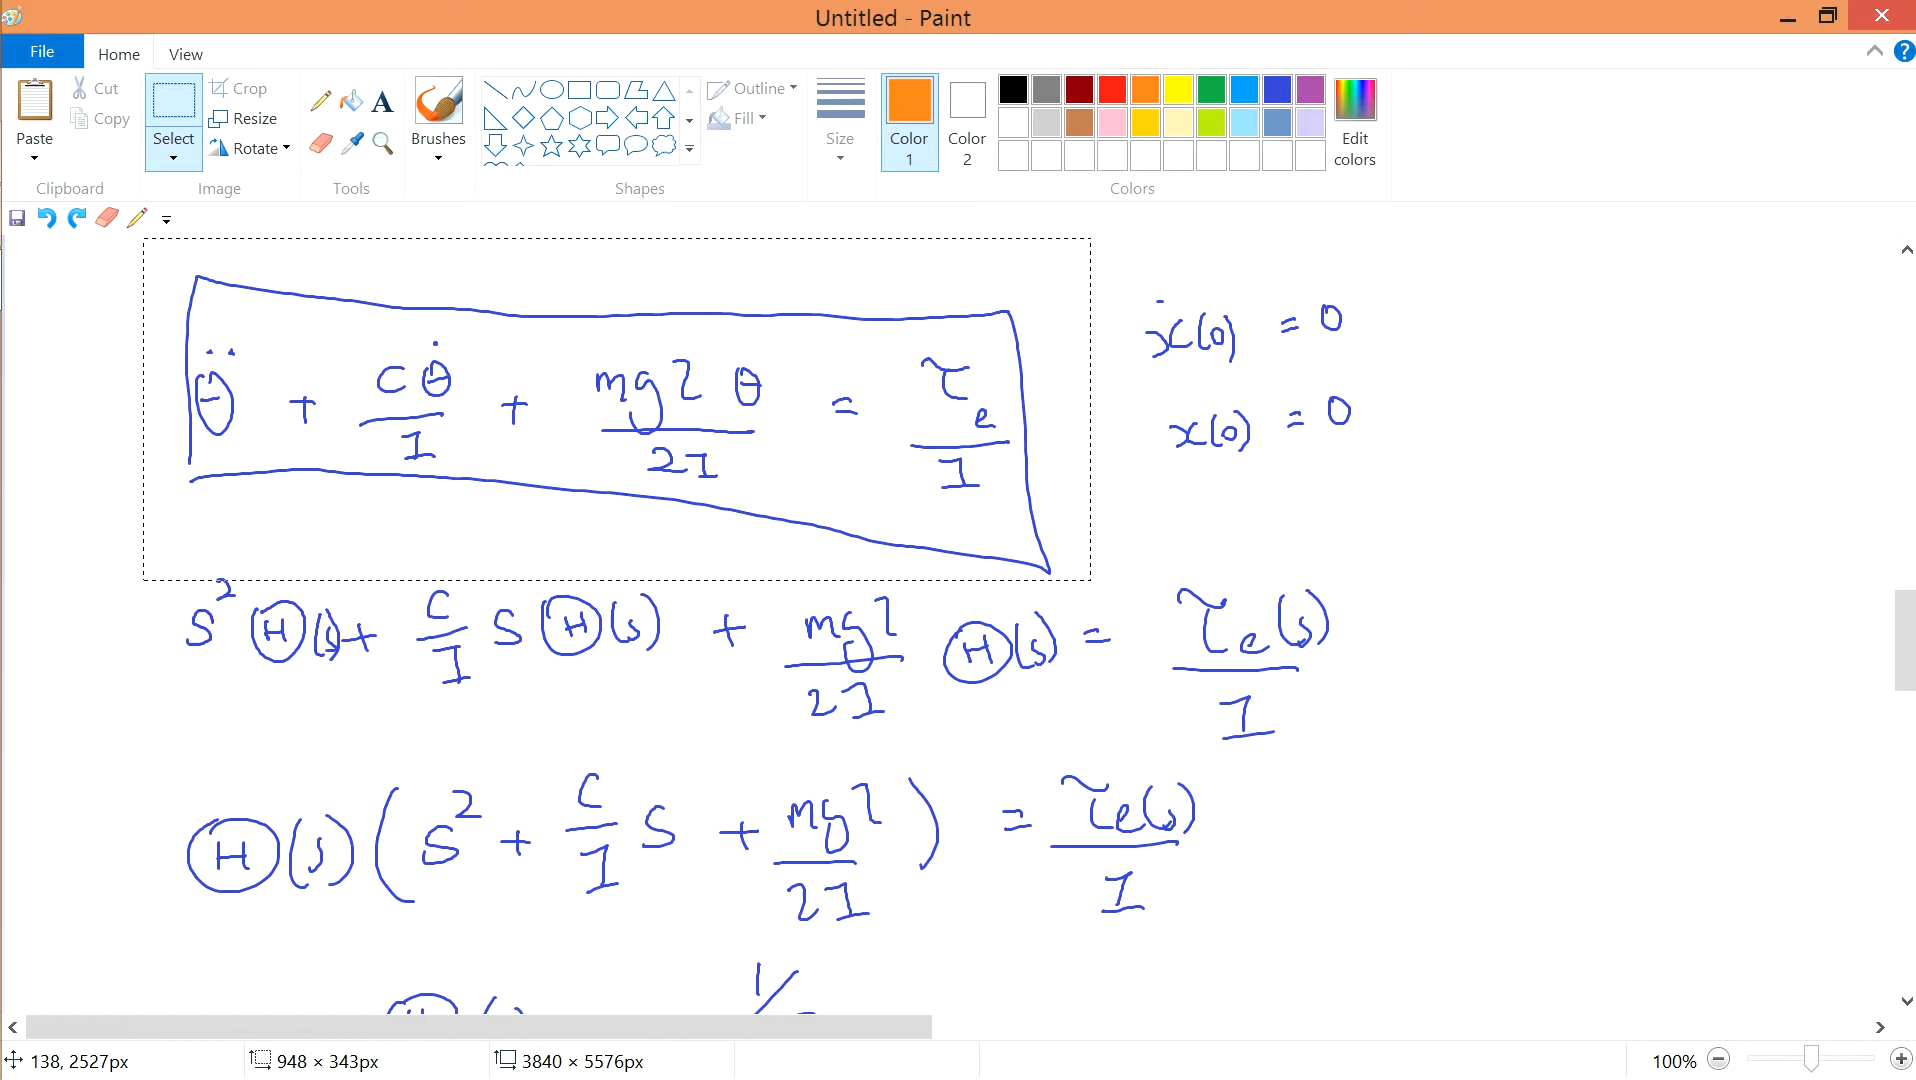 Untitled - Paint
File Home View
Paste Cut Copy Select Crop Resize Rotate Brushes Outline Fill Size Color 1 Color 2 Edit colors
Clipboard Image Tools Shapes Colors
θ̈ + cθ̇/I + mglθ/2I = τe/I
ẋ(0) = 0
x(0) = 0
s² Ⓗ(s) + c/I s Ⓗ(s) + mgl/2I Ⓗ(s) = τe(s)/I
Ⓗ(s) (s² + c/I s + mgl/2I) = τe(s)/I
138, 2527px 948 × 343px 3840 × 5576px 100%